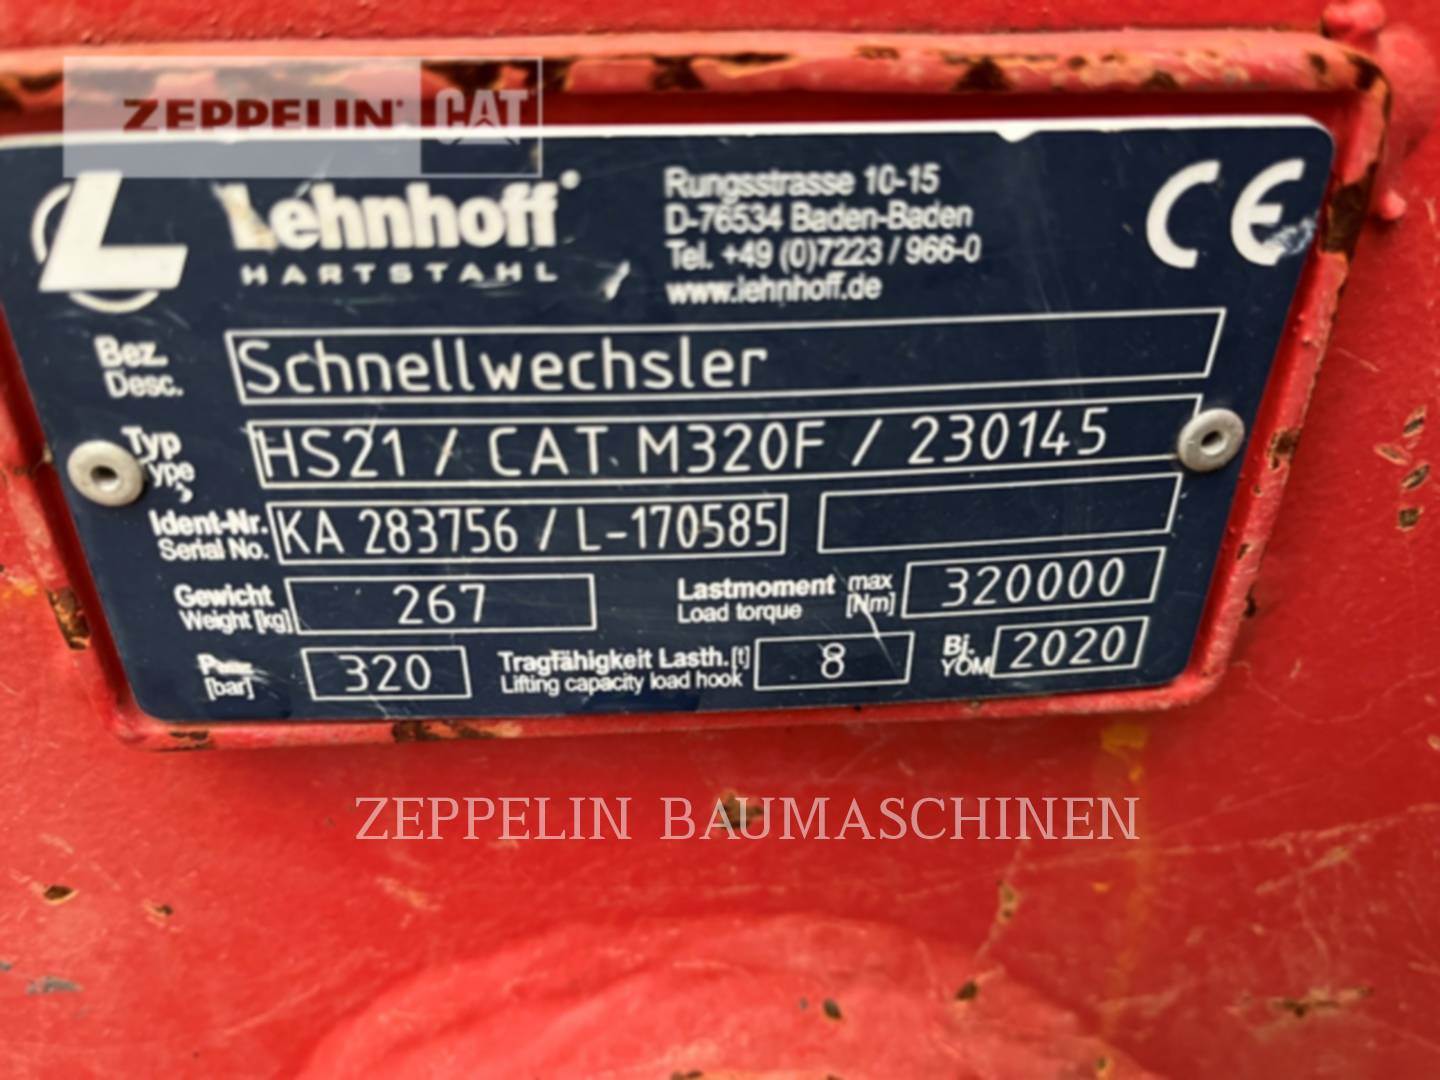 ZEPPELIN CAT
Lehnhoff
HARTSTAHL
Rungsstrasse 10-15
D-76534 Baden-Baden
Tel. +49 (0)7223 / 966-0
www.lehnhoff.de
CE
Bez. Schnellwechsler
Desc.
Typ HS21 / CAT M320F / 230145
Type
Ident-Nr. KA 283756 / L-170585
Serial No.
Gewicht 267 Lastmoment max 320000
Weight [kg] Load torque [Nm]
Pmax 320 Tragfähigkeit Lasth. [t] 8 Bj. 2020
[bar] Lifting capacity load hook YOM
ZEPPELIN BAUMASCHINEN